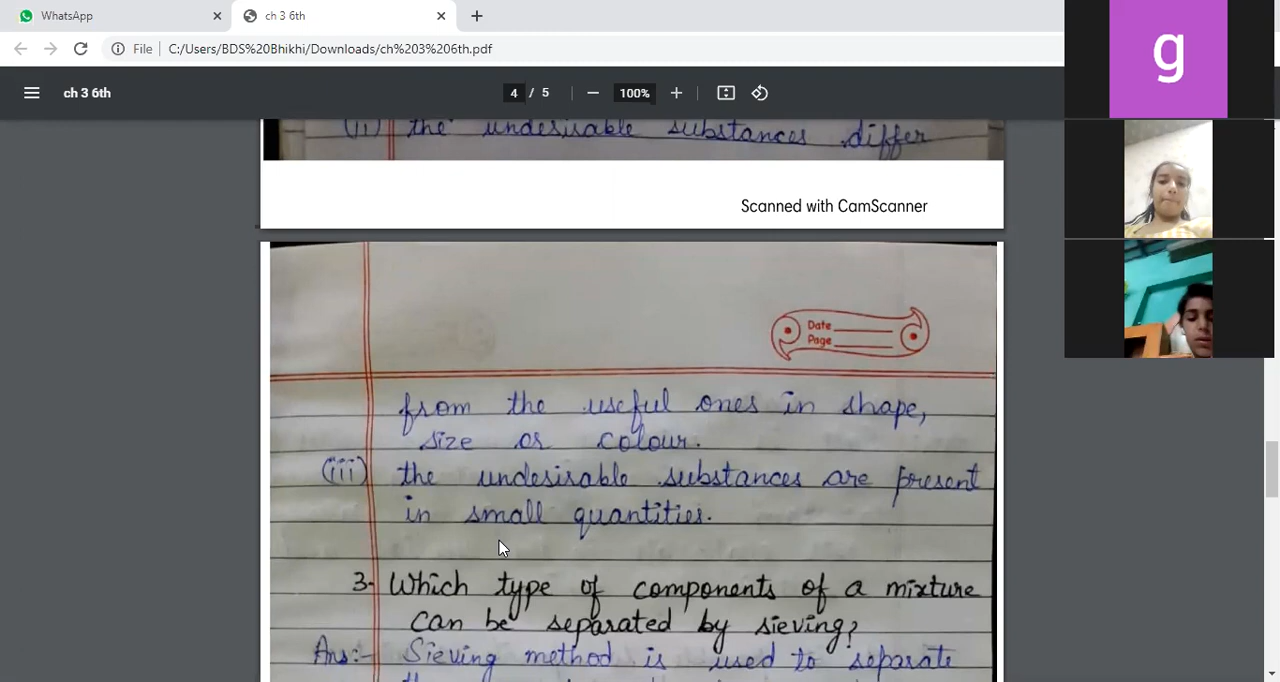 WhatsApp
ch 3 6th
File
C:/Users/BDS%20Bhikhi/Downloads/ch%203%206th.pdf
ch 3 6th
4 / 5
100%
g
(ii) the undesirable substances differ
Scanned with CamScanner
Date
Page
from the useful ones in shape,
size or colour.
(iii) the undesirable substances are present
in small quantities.
3- Which type of components of a mixture
can be separated by sieving?
Ans:- Sieving method is used to separate